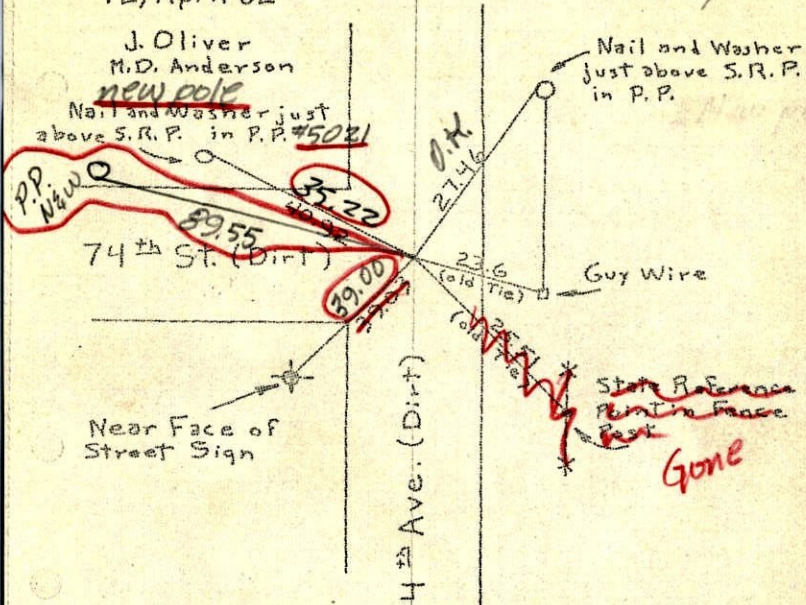 J. Oliver
M.D. Anderson
new pole
Nail and Washer just
above S.R.P. in P.P. #5021
Nail and Washer
just above S.R.P.
in P.P.
O.K.
27.46
P.P.
New
35.22
89.55
74th St. (Dirt)
23.6
(old Tie)
Guy Wire
39.00
(old Tie)
State Reference
Point in Fence
Post
Gone
Near Face of
Street Sign
4th Ave. (Dirt)